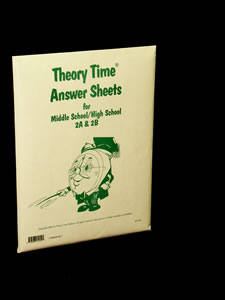 Theory Time®
Answer Sheets
for
Middle School/High School
2A & 2B